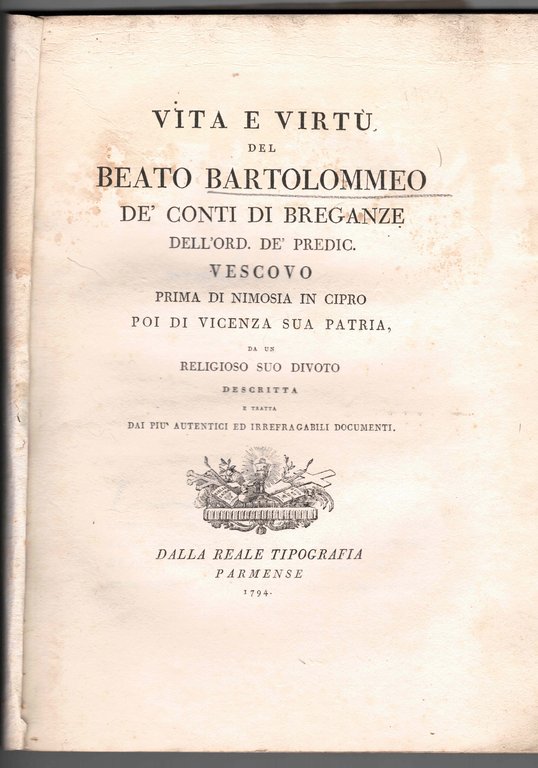 VITA E VIRTÙ
DEL
BEATO BARTOLOMMEO
DE' CONTI DI BREGANZE
DELL'ORD. DE' PREDIC.
VESCOVO
PRIMA DI NIMOSIA IN CIPRO
POI DI VICENZA SUA PATRIA,
DA UN
RELIGIOSO SUO DIVOTO
DESCRITTA
E TRATTA
DAI PIU' AUTENTICI ED IRREFRAGABILI DOCUMENTI.
DALLA REALE TIPOGRAFIA
PARMENSE
1794.